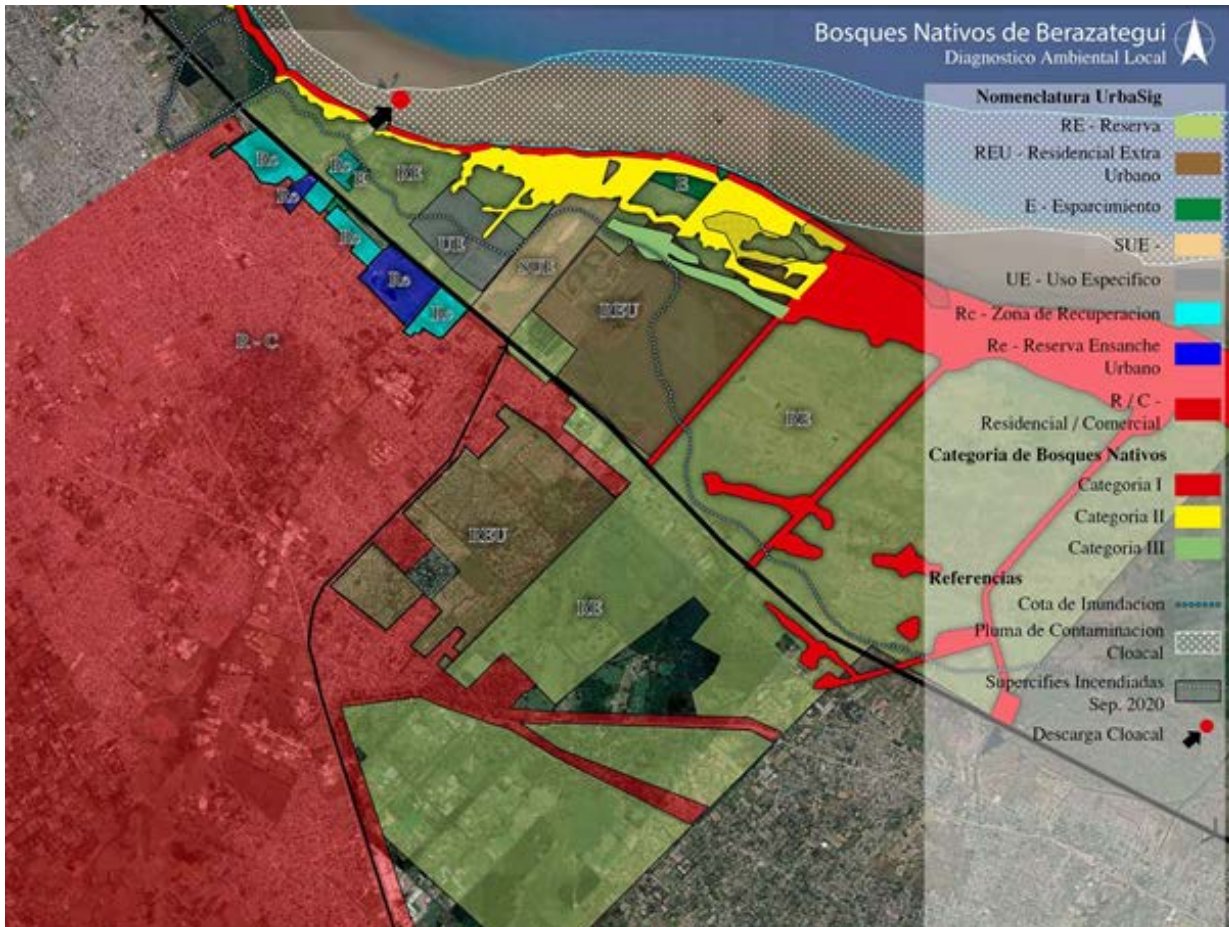 Bosques Nativos de Berazategui
Diagnostico Ambiental Local
Nomenclatura UrbaSig
RE - Reserva
REU - Residencial Extra
Urbano
E - Esparcimiento
SUE -
UE - Uso Especifico
Rc - Zona de Recuperacion
Re - Reserva Ensanche
Urbano
R / C -
Residencial / Comercial
Categoria de Bosques Nativos
Categoria I
Categoria II
Categoria III
Referencias
Cota de Inundacion
Pluma de Contaminacion
Cloacal
Supercifies Incendiadas
Sep. 2020
Descarga Cloacal
Rc
Rc
E
RE
E
Re
Rc
UE
SUE
Re
REU
Rc
R - C
RE
REU
RE